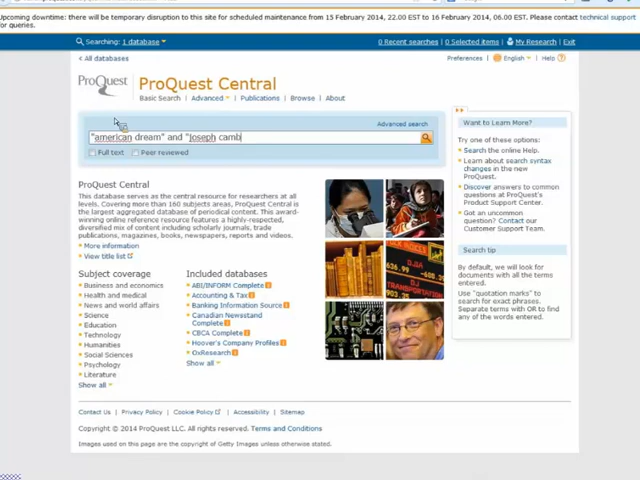 Upcoming downtime: there will be temporary disruption to this site for scheduled maintenance from 15 February 2014, 22.00 EST to 16 February 2014, 06.00 EST. Please contact technical support
for queries.
Searching: 1 database
0 Recent searches | 0 Selected items | My Research | Exit
‹ All databases
Preferences | English | Help
ProQuest
ProQuest Central
Basic Search | Advanced | Publications | Browse | About
Advanced search
"american dream" and "joseph camb
Full text
Peer reviewed
ProQuest Central
This database serves as the central resource for researchers at all
levels. Covering more than 160 subjects areas, ProQuest Central is
the largest aggregated database of periodical content. This award-
winning online reference resource features a highly-respected,
diversified mix of content including scholarly journals, trade
publications, magazines, books, newspapers, reports and videos.
More information
View title list
Subject coverage
Business and economics
Health and medical
News and world affairs
Science
Education
Technology
Humanities
Social Sciences
Psychology
Literature
Show all
Included databases
ABI/INFORM Complete
Accounting & Tax
Banking Information Source
Canadian Newsstand
Complete
CBCA Complete
Hoover's Company Profiles
OxResearch
Show all
Want to Learn More?
Try one of these options:
Search the online Help.
Learn about search syntax
changes in the new
ProQuest.
Discover answers to common
questions at ProQuest's
Product Support Center.
Got an uncommon
question? Contact our
Customer Support Team.
Search tip
By default, we will look for
documents with all terms
entered.
Use "quotation marks" to
search for exact phrases.
Separate terms with OR to find
any of the words entered.
Contact Us | Privacy Policy | Cookie Policy | Accessibility | Sitemap
Copyright © 2014 ProQuest LLC. All rights reserved. Terms and Conditions
Images used on this page are the copyright of Getty Images unless otherwise stated.